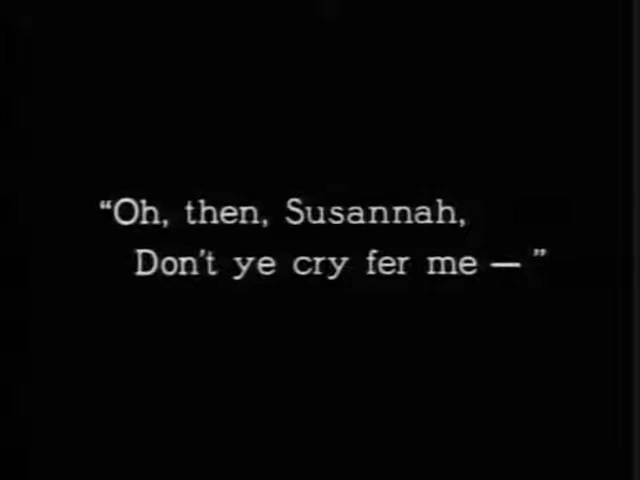 “Oh, then, Susannah,
Don't ye cry fer me — ”